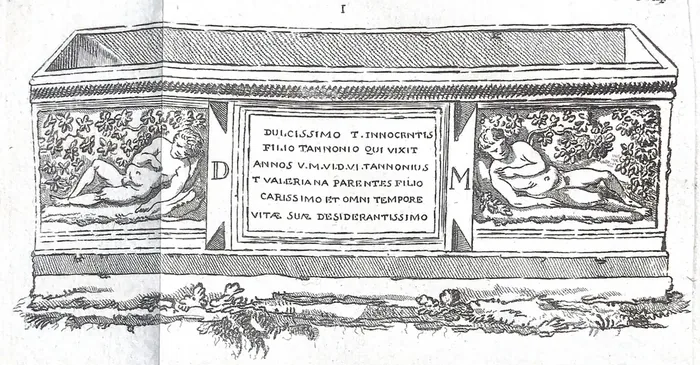 I
D
DULCISSIMO T. INNOCENTIS
FILIO TANNONIO QUI VIXIT
ANNOS V.M.VI.D.VI.TANNONIUS
T VALERIANA PARENTES FILIO
CARISSIMO ET OMNI TEMPORE
VITÆ SUÆ DESIDERANTISSIMO
M